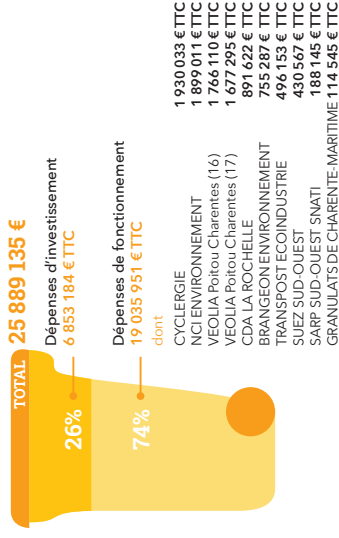 TOTAL 25 889 135 €
Dépenses d'investissement
6 853 184 € TTC
26%
Dépenses de fonctionnement
19 035 951 € TTC
74%
dont
CYCLERGIE 1 930 033 € TTC
NCI ENVIRONNEMENT 1 899 011 € TTC
VEOLIA Poitou Charentes (16) 1 766 110 € TTC
VEOLIA Poitou Charentes (17) 1 677 295 € TTC
CDA LA ROCHELLE 891 622 € TTC
BRANGEON ENVIRONNEMENT 755 287 € TTC
TRANSPOST ECOINDUSTRIE 496 153 € TTC
SUEZ SUD-OUEST 430 567 € TTC
SARP SUD-OUEST SNATI 188 145 € TTC
GRANULATS DE CHARENTE-MARITIME 114 545 € TTC